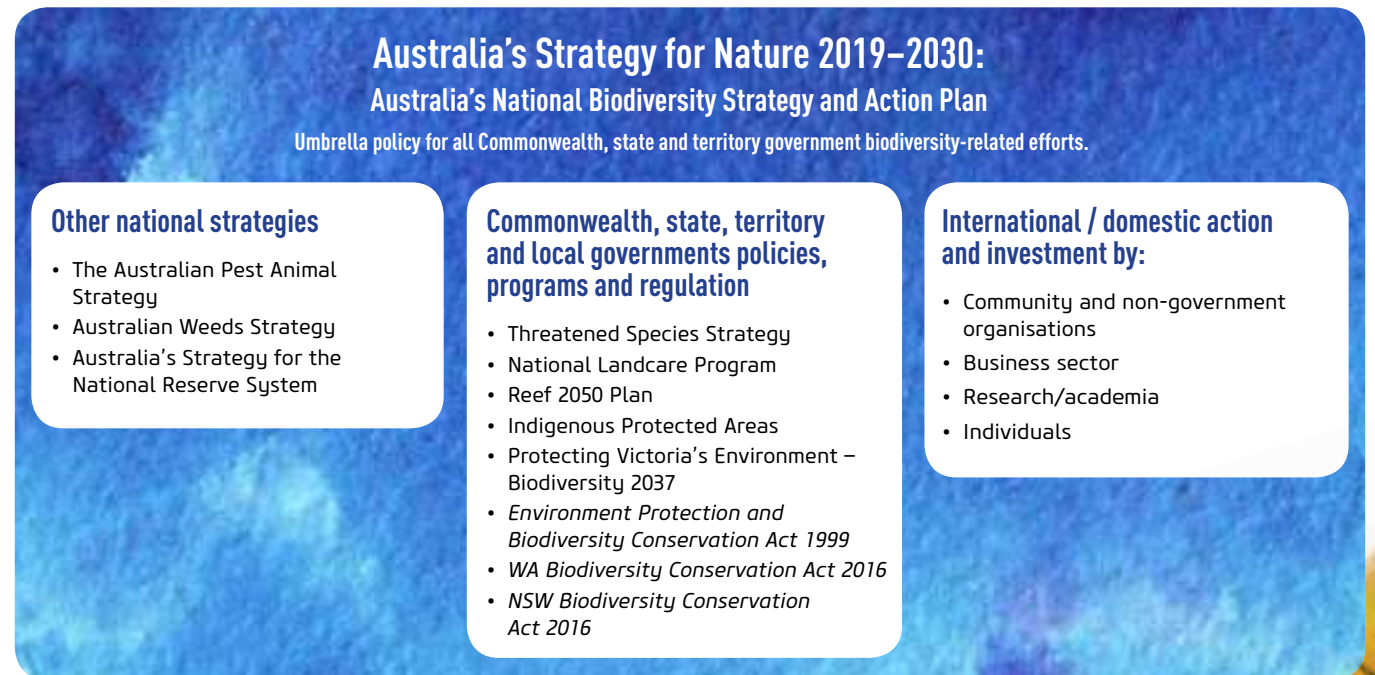 Australia’s Strategy for Nature 2019–2030:
Australia’s National Biodiversity Strategy and Action Plan
Umbrella policy for all Commonwealth, state and territory government biodiversity-related efforts.
Other national strategies
• The Australian Pest Animal
Strategy
• Australian Weeds Strategy
• Australia’s Strategy for the
National Reserve System
Commonwealth, state, territory
and local governments policies,
programs and regulation
• Threatened Species Strategy
• National Landcare Program
• Reef 2050 Plan
• Indigenous Protected Areas
• Protecting Victoria’s Environment –
Biodiversity 2037
• Environment Protection and
Biodiversity Conservation Act 1999
• WA Biodiversity Conservation Act 2016
• NSW Biodiversity Conservation
Act 2016
International / domestic action
and investment by:
• Community and non-government
organisations
• Business sector
• Research/academia
• Individuals